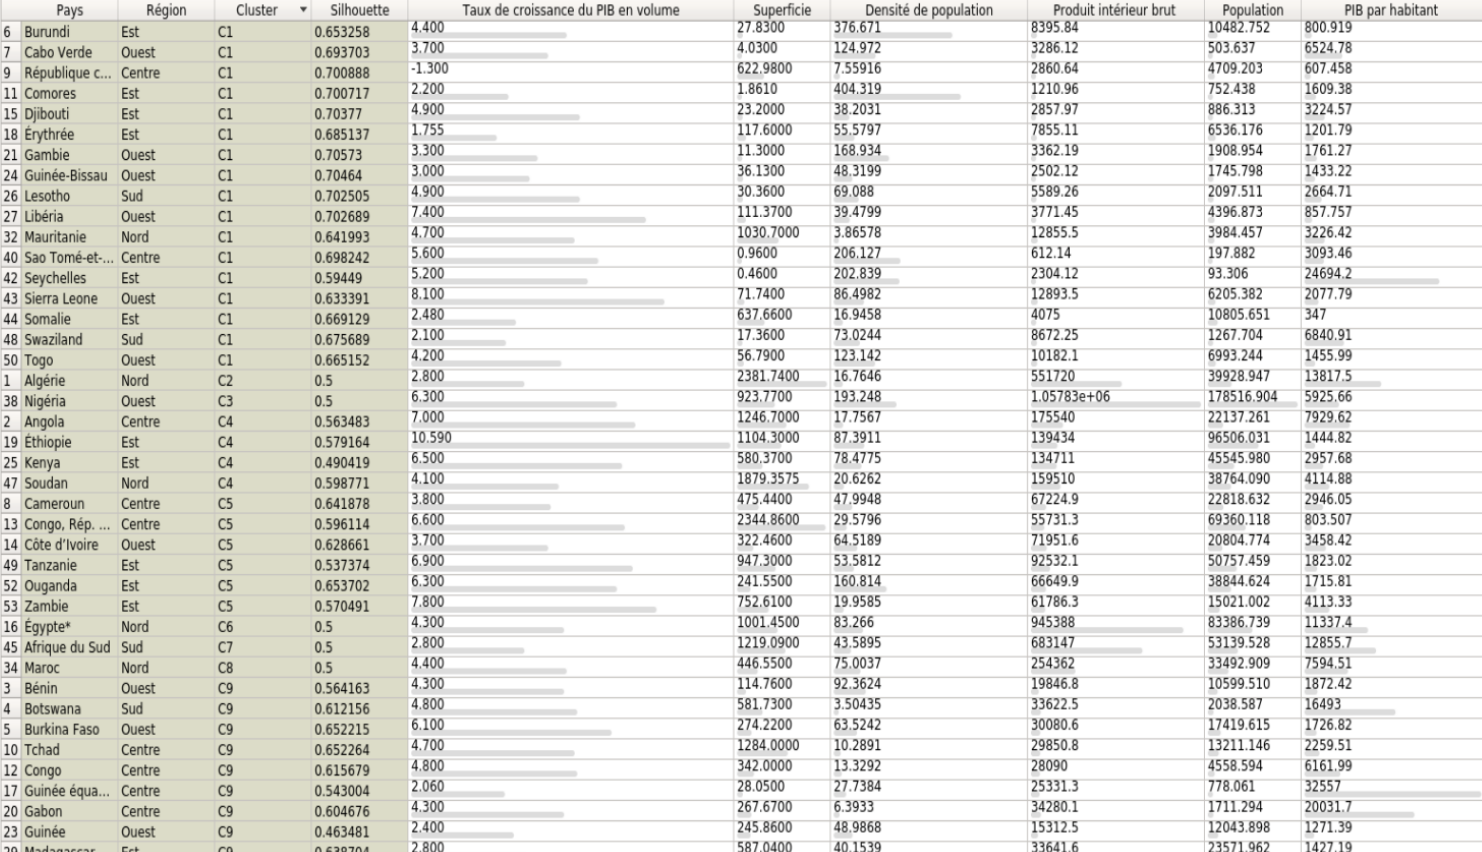 Pays Région Cluster Silhouette Taux de croissance du PIB en volume Superficie Densité de population Produit intérieur brut Population PIB par habitant
6 Burundi Est C1 0.653258 4.400 27.8300 376.671 8395.84 10482.752 800.919
7 Cabo Verde Ouest C1 0.693703 3.700 4.0300 124.972 3286.12 503.637 6524.78
9 République c... Centre C1 0.700888 -1.300 622.9800 7.55916 2860.64 4709.203 607.458
11 Comores Est C1 0.700717 2.200 1.8610 404.319 1210.96 752.438 1609.38
15 Djibouti Est C1 0.70377 4.900 23.2000 38.2031 2857.97 886.313 3224.57
18 Érythrée Est C1 0.685137 1.755 117.6000 55.5797 7855.11 6536.176 1201.79
21 Gambie Ouest C1 0.70573 3.300 11.3000 168.934 3362.19 1908.954 1761.27
24 Guinée-Bissau Ouest C1 0.70464 3.000 36.1300 48.3199 2502.12 1745.798 1433.22
26 Lesotho Sud C1 0.702505 4.900 30.3600 69.088 5589.26 2097.511 2664.71
27 Libéria Ouest C1 0.702689 7.400 111.3700 39.4799 3771.45 4396.873 857.757
32 Mauritanie Nord C1 0.641993 4.700 1030.7000 3.86578 12855.5 3984.457 3226.42
40 Sao Tomé-et-... Centre C1 0.698242 5.600 0.9600 206.127 612.14 197.882 3093.46
42 Seychelles Est C1 0.59449 5.200 0.4600 202.839 2304.12 93.306 24694.2
43 Sierra Leone Ouest C1 0.633391 8.100 71.7400 86.4982 12893.5 6205.382 2077.79
44 Somalie Est C1 0.669129 2.480 637.6600 16.9458 4075 10805.651 347
48 Swaziland Sud C1 0.675689 2.100 17.3600 73.0244 8672.25 1267.704 6840.91
50 Togo Ouest C1 0.665152 4.200 56.7900 123.142 10182.1 6993.244 1455.99
1 Algérie Nord C2 0.5 2.800 2381.7400 16.7646 551720 39928.947 13817.5
38 Nigéria Ouest C3 0.5 6.300 923.7700 193.248 1.05783e+06 178516.904 5925.66
2 Angola Centre C4 0.563483 7.000 1246.7000 17.7567 175540 22137.261 7929.62
19 Éthiopie Est C4 0.579164 10.590 1104.3000 87.3911 139434 96506.031 1444.82
25 Kenya Est C4 0.490419 6.500 580.3700 78.4775 134711 45545.980 2957.68
47 Soudan Nord C4 0.598771 4.100 1879.3575 20.6262 159510 38764.090 4114.88
8 Cameroun Centre C5 0.641878 3.800 475.4400 47.9948 67224.9 22818.632 2946.05
13 Congo, Rép. ... Centre C5 0.596114 6.600 2344.8600 29.5796 55731.3 69360.118 803.507
14 Côte d’Ivoire Ouest C5 0.628661 3.700 322.4600 64.5189 71951.6 20804.774 3458.42
49 Tanzanie Est C5 0.537374 6.900 947.3000 53.5812 92532.1 50757.459 1823.02
52 Ouganda Est C5 0.653702 6.300 241.5500 160.814 66649.9 38844.624 1715.81
53 Zambie Est C5 0.570491 7.800 752.6100 19.9585 61786.3 15021.002 4113.33
16 Égypte* Nord C6 0.5 4.300 1001.4500 83.266 945388 83386.739 11337.4
45 Afrique du Sud Sud C7 0.5 2.800 1219.0900 43.5895 683147 53139.528 12855.7
34 Maroc Nord C8 0.5 4.400 446.5500 75.0037 254362 33492.909 7594.51
3 Bénin Ouest C9 0.564163 4.300 114.7600 92.3624 19846.8 10599.510 1872.42
4 Botswana Sud C9 0.612156 4.800 581.7300 3.50435 33622.5 2038.587 16493
5 Burkina Faso Ouest C9 0.652215 6.100 274.2200 63.5242 30080.6 17419.615 1726.82
10 Tchad Centre C9 0.652264 4.700 1284.0000 10.2891 29850.8 13211.146 2259.51
12 Congo Centre C9 0.615679 4.800 342.0000 13.3292 28090 4558.594 6161.99
17 Guinée équa... Centre C9 0.543004 2.060 28.0500 27.7384 25331.3 778.061 32557
20 Gabon Centre C9 0.604676 4.300 267.6700 6.3933 34280.1 1711.294 20031.7
23 Guinée Ouest C9 0.463481 2.400 245.8600 48.9868 15312.5 12043.898 1271.39
29 Madagascar Est C9 0.638704 2.800 587.0400 40.1539 33641.6 23571.962 1427.19